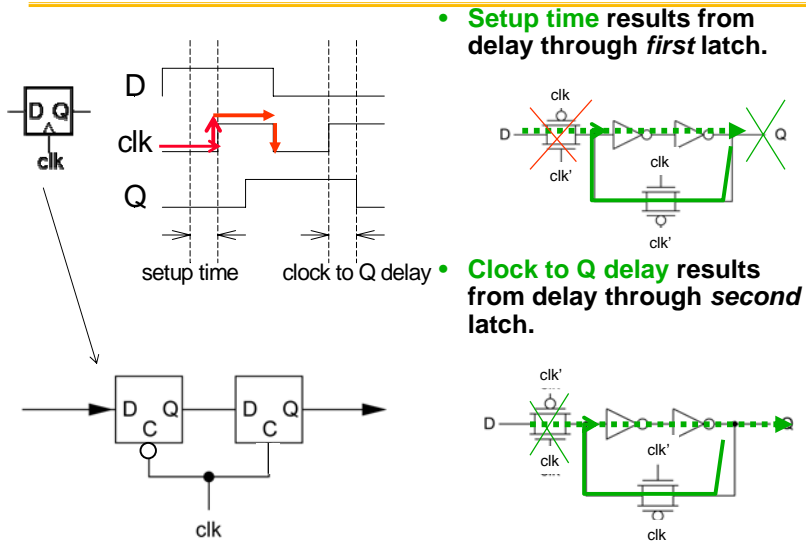 • Setup time results from
delay through first latch.
D Q
clk
D
clk
Q
setup time
clock to Q delay
clk
D
Q
clk'
clk
clk'
• Clock to Q delay results
from delay through second
latch.
D Q
C
D Q
C
clk
clk'
D
Q
clk
clk'
clk